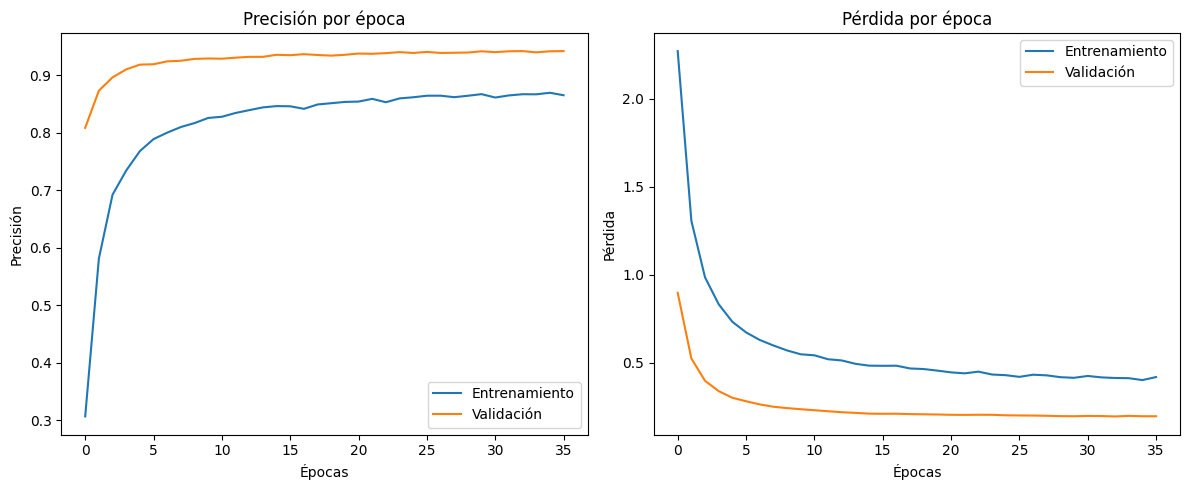 Precisión por época
Precisión
0.9
0.8
0.7
0.6
0.5
0.4
0.3
0 5 10 15 20 25 30 35
Épocas
Entrenamiento
Validación
Pérdida por época
Pérdida
2.0
1.5
1.0
0.5
0 5 10 15 20 25 30 35
Épocas
Entrenamiento
Validación